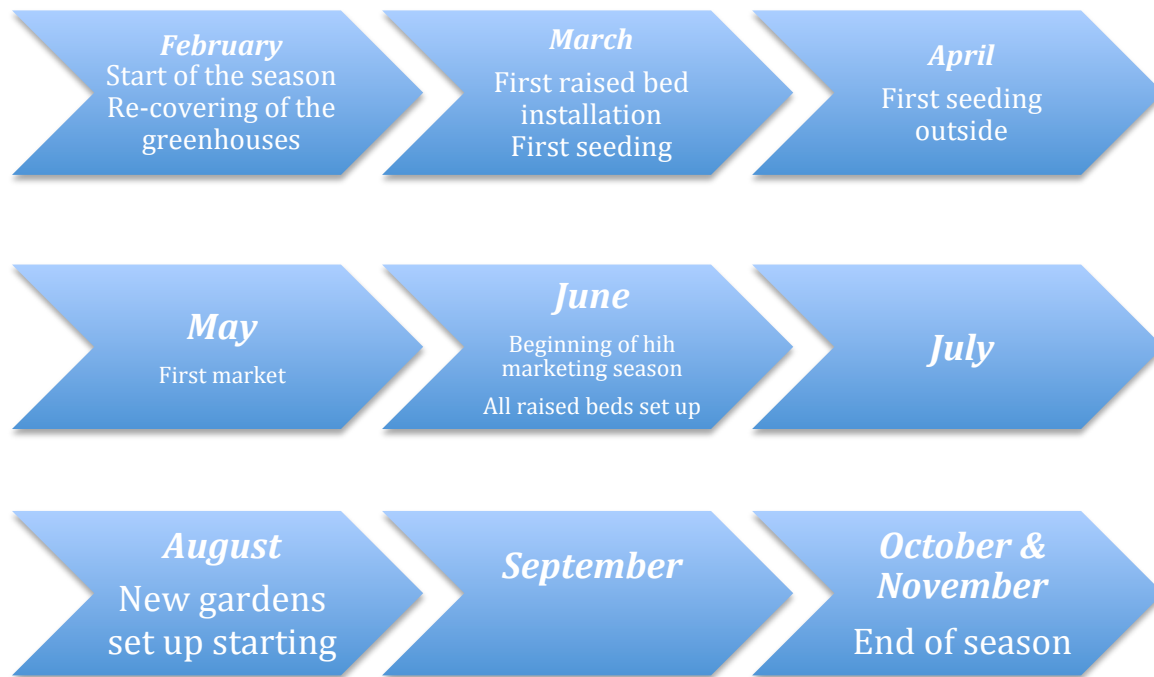 February
Start of the season
Re-covering of the
greenhouses
March
First raised bed
installation
First seeding
April
First seeding
outside
May
First market
June
Beginning of hih
marketing season
All raised beds set up
July
August
New gardens
set up starting
September
October &
November
End of season